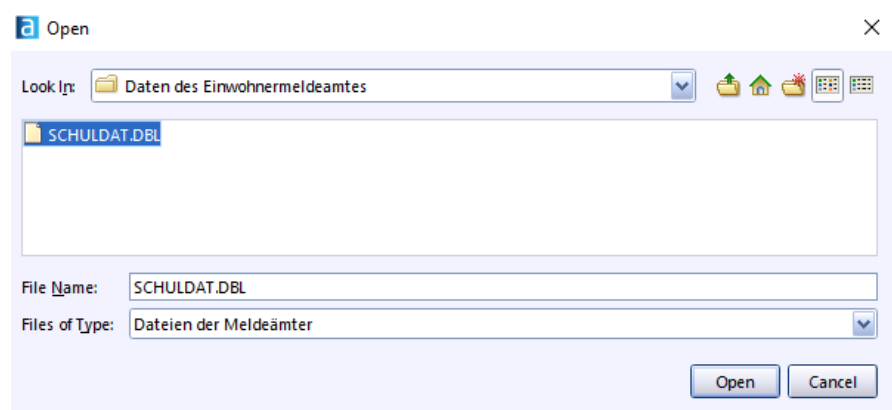 Open
Look In: Daten des Einwohnermeldeamtes
SCHULDAT.DBL
File Name: SCHULDAT.DBL
Files of Type: Dateien der Meldeämter
Open Cancel